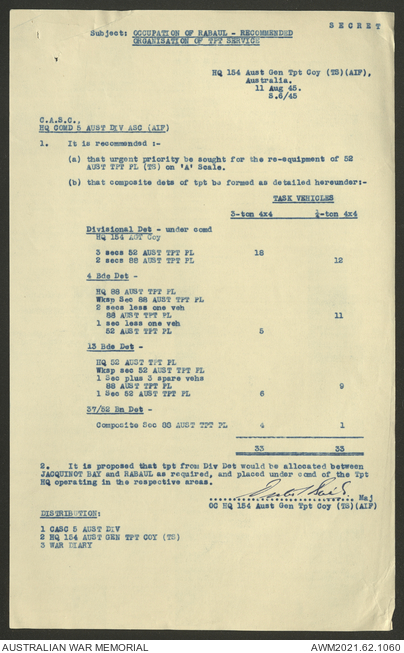 S E C R E T
Subject: OCCUPATION OF RABAUL - RECOMMENDED
ORGANISATION OF TPT SERVICE
HQ 154 Aust Gen Tpt Coy (TS)(AIF),
Australia.
11 Aug 45.
S.6/45
C.A.S.C.,
HQ COMD 5 AUST DIV ASC (AIF)
1. It is recommended :-
(a) that urgent priority be sought for the re-equipment of 52
AUST TPT PL (TS) on 'A' Scale.
(b) that composite dets of tpt be formed as detailed hereunder:-
TASK VEHICLES
3-ton 4x4 ¼-ton 4x4
Divisional Det - under comd
HQ 154 AGT Coy
3 secs 52 AUST TPT PL 18
2 secs 88 AUST TPT PL 12
4 Bde Det -
HQ 88 AUST TPT PL
Wksp Sec 88 AUST TPT PL
2 secs less one veh
88 AUST TPT PL 11
1 sec less one veh
52 AUST TPT PL 5
13 Bde Det -
HQ 52 AUST TPT PL
Wksp sec 52 AUST TPT PL
1 Sec plus 3 spare vehs
88 AUST TPT PL 9
1 Sec 52 AUST TPT PL 6
37/52 Bn Det -
Composite Sec 88 AUST TPT PL 4 1
33 33
2. It is proposed that tpt from Div Det would be allocated between
JACQUINOT BAY and RABAUL as required, and placed under comd of the Tpt
HQ operating in the respective areas.
Maj
OC HQ 154 Aust Gen Tpt Coy (TS)(AIF)
DISTRIBUTION:
1 CASC 5 AUST DIV
2 HQ 154 AUST GEN TPT COY (TS)
3 WAR DIARY
AUSTRALIAN WAR MEMORIAL
AWM2021.62.1060